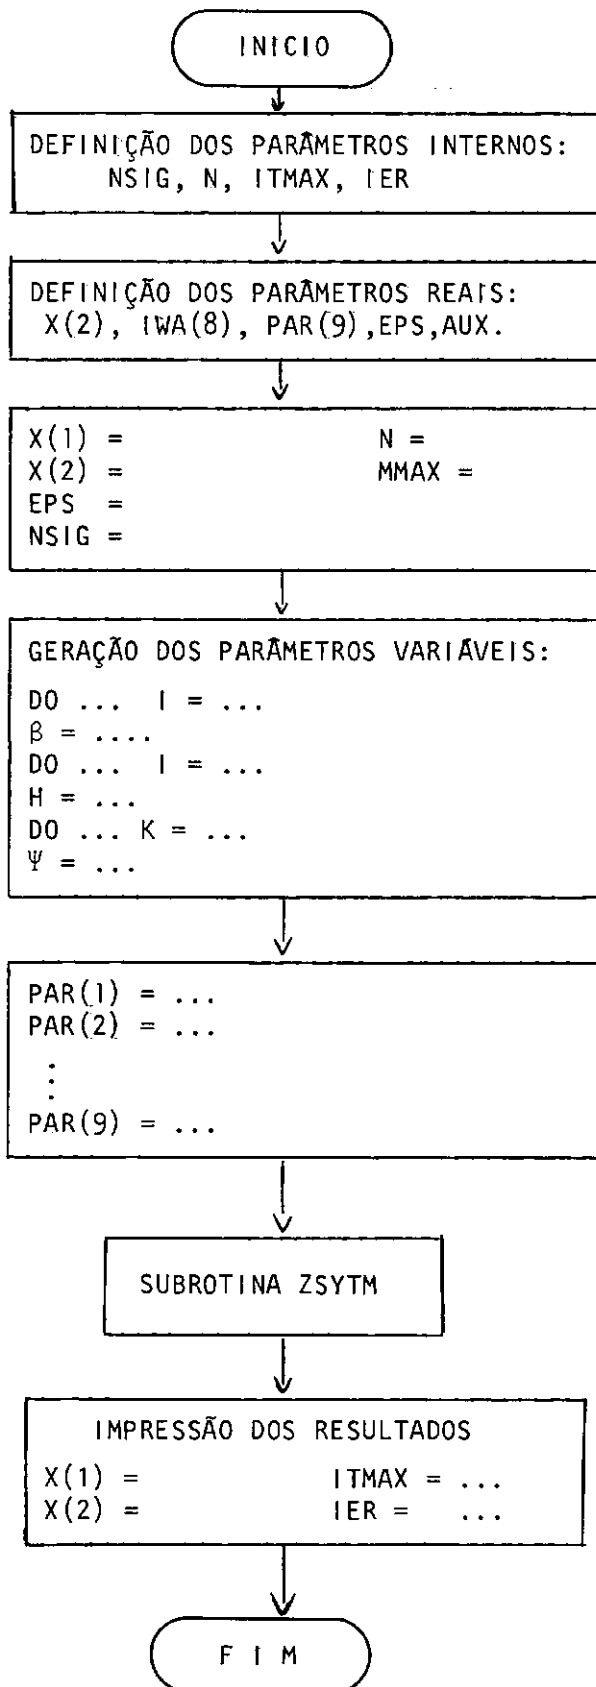 INICIO
DEFINIÇÃO DOS PARÂMETROS INTERNOS:
NSIG, N, ITMAX, IER
DEFINIÇÃO DOS PARÂMETROS REAIS:
X(2), IWA(8), PAR(9),EPS,AUX.
X(1) = N =
X(2) = MMAX =
EPS =
NSIG =
GERAÇÃO DOS PARÂMETROS VARIÁVEIS:
DO ... I = ...
β = ....
DO ... I = ...
H = ...
DO ... K = ...
Ψ = ...
PAR(1) = ...
PAR(2) = ...
⋮
PAR(9) = ...
SUBROTINA ZSYTM
IMPRESSÃO DOS RESULTADOS
X(1) = ITMAX = ...
X(2) = IER = ...
F I M